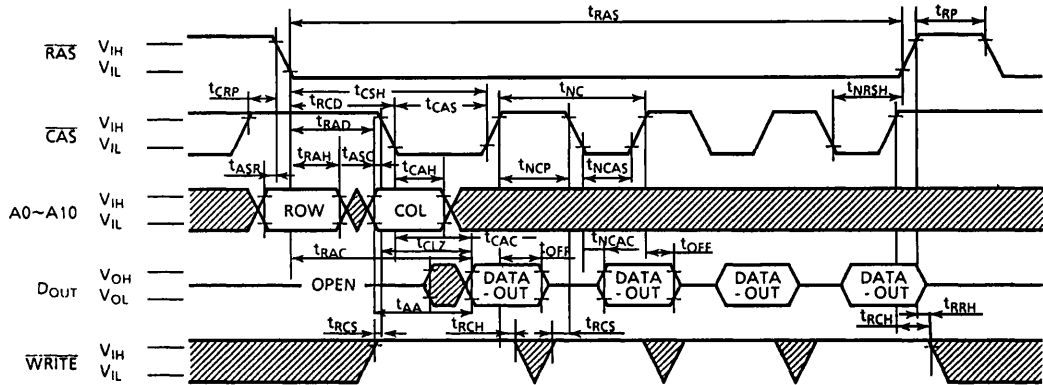 tRAS
tRP
RAS
VIH
VIL
tCRP
tCSH
tNC
tNRSH
tRCD
tCAS
CAS
VIH
VIL
tRAD
tRAH
tASC
tNCP
tNCAS
tASR
tCAH
A0~A10
VIH
VIL
ROW
COL
tCAC
tRAC
tCLZ
tOFF
tNCAC
tOFF
DOUT
VOH
VOL
OPEN
DATA
-OUT
DATA
-OUT
DATA
-OUT
DATA
-OUT
tAA
tRRH
tRCS
tRCH
tRCS
tRCH
WRITE
VIH
VIL